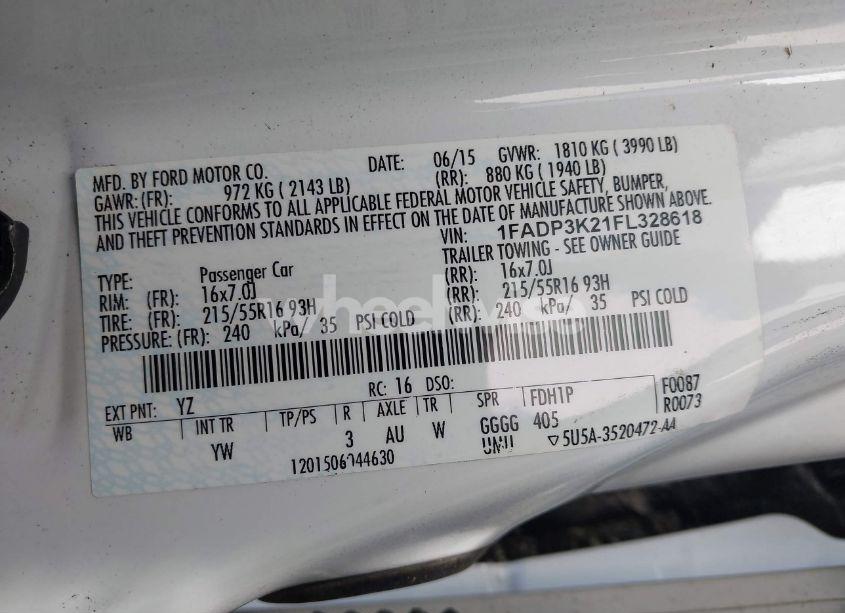 MFD. BY FORD MOTOR CO. DATE: 06/15 GVWR: 1810 KG ( 3990 LB)
GAWR: (FR): 972 KG ( 2143 LB) (RR): 880 KG ( 1940 LB)
THIS VEHICLE CONFORMS TO ALL APPLICABLE FEDERAL MOTOR VEHICLE SAFETY, BUMPER,
AND THEFT PREVENTION STANDARDS IN EFFECT ON THE DATE OF MANUFACTURE SHOWN ABOVE.
VIN: 1FADP3K21FL328618
TYPE: Passenger Car TRAILER TOWING - SEE OWNER GUIDE
RIM: (FR): 16x7.0J (RR): 16x7.0J
TIRE: (FR): 215/55R16 93H (RR): 215/55R16 93H
PRESSURE: (FR): 240 kPa/ 35 PSI COLD (RR): 240 kPa/ 35 PSI COLD
EXT PNT: YZ RC: 16 DSO: FDH1P F0087
WB INT TR TP/PS R AXLE TR SPR R0073
YW 3 AU W GGGG 405
1201506044630 5U5A-3520472-AA